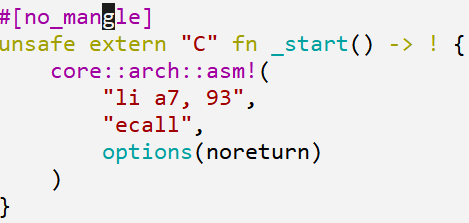 #[no_mangle]
unsafe extern "C" fn _start() -> ! {
    core::arch::asm!(
        "li a7, 93",
        "ecall",
        options(noreturn)
    )
}